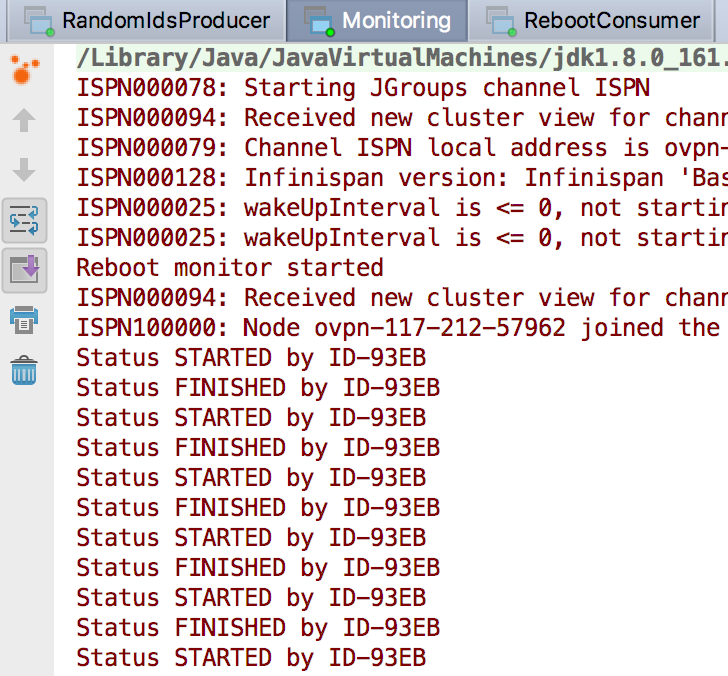 RandomIdsProducer
Monitoring
RebootConsumer
/Library/Java/JavaVirtualMachines/jdk1.8.0_161.
ISPN000078: Starting JGroups channel ISPN
ISPN000094: Received new cluster view for chann
ISPN000079: Channel ISPN local address is ovpn-
ISPN000128: Infinispan version: Infinispan 'Bas
ISPN000025: wakeUpInterval is <= 0, not startin
ISPN000025: wakeUpInterval is <= 0, not startin
Reboot monitor started
ISPN000094: Received new cluster view for chann
ISPN100000: Node ovpn-117-212-57962 joined the
Status STARTED by ID-93EB
Status FINISHED by ID-93EB
Status STARTED by ID-93EB
Status FINISHED by ID-93EB
Status STARTED by ID-93EB
Status FINISHED by ID-93EB
Status STARTED by ID-93EB
Status FINISHED by ID-93EB
Status STARTED by ID-93EB
Status FINISHED by ID-93EB
Status STARTED by ID-93EB